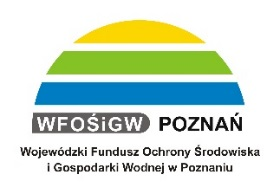 WFOŚiGW POZNAŃ
Wojewódzki Fundusz Ochrony Środowiska
i Gospodarki Wodnej w Poznaniu